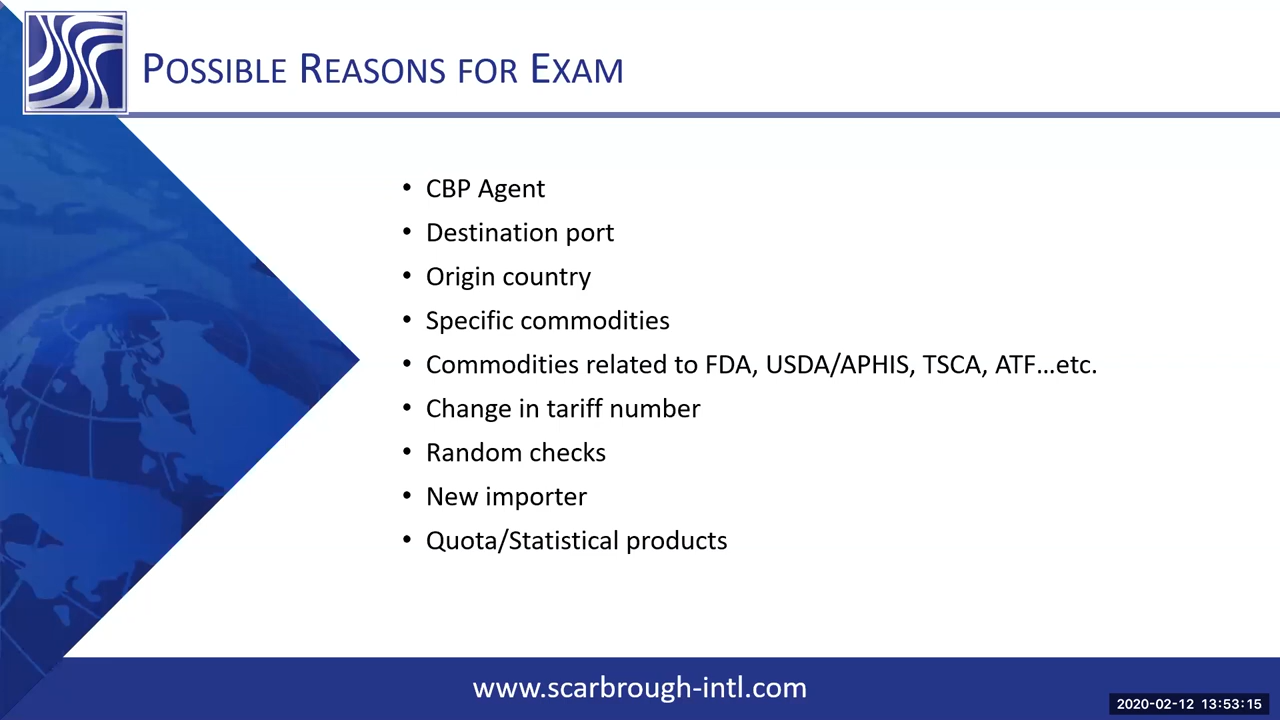 POSSIBLE REASONS FOR EXAM
• CBP Agent
• Destination port
• Origin country
• Specific commodities
• Commodities related to FDA, USDA/APHIS, TSCA, ATF…etc.
• Change in tariff number
• Random checks
• New importer
• Quota/Statistical products
www.scarbrough-intl.com
2020-02-12 13:53:15